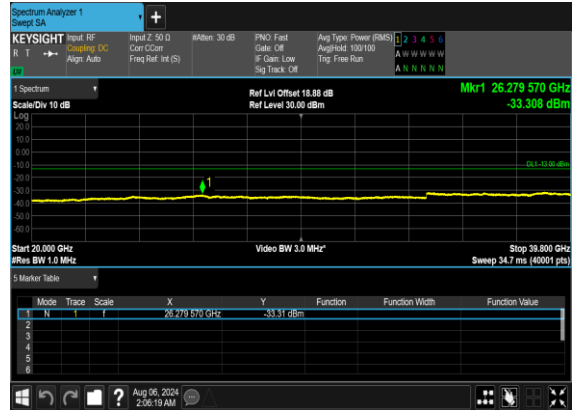 Spectrum Analyzer 1
Swept SA
+
KEYSIGHT Input: RF Input Z: 50 Ω #Atten: 30 dB PNO: Fast Avg Type: Power (RMS) 1 2 3 4 5 6
R T Coupling: DC Corr CCorr Gate: Off Avg|Hold: 100/100 A W W W W W
Align: Auto Freq Ref: Int (S) IF Gain: Low Trig: Free Run
Sig Track: Off A N N N N N
1 Spectrum Ref Lvl Offset 18.88 dB Mkr1 26.279 570 GHz
Scale/Div 10 dB Ref Level 30.00 dBm -33.308 dBm
Log
20.0
10.0
0.00
-10.0 DL1 -13.00 dBm
-20.0
-30.0 1
-40.0
-50.0
-60.0
Start 20.000 GHz Video BW 3.0 MHz* Stop 39.800 GHz
#Res BW 1.0 MHz Sweep 34.7 ms (40001 pts)
5 Marker Table
Mode Trace Scale X Y Function Function Width Function Value
1 N 1 f 26.279 570 GHz -33.31 dBm
2
3
4
5
6
? Aug 06, 2024
2:06:19 AM